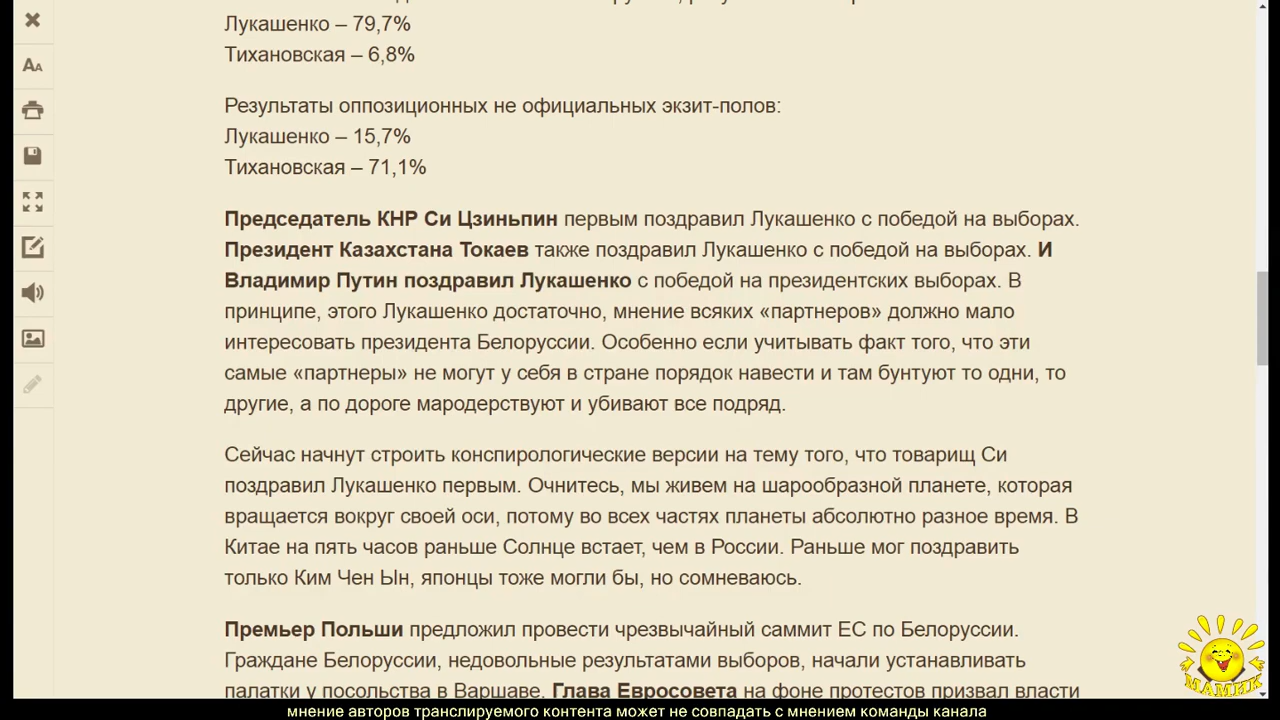 Лукашенко – 79,7%
Тихановская – 6,8%
Результаты оппозиционных не официальных экзит-полов:
Лукашенко – 15,7%
Тихановская – 71,1%
Председатель КНР Си Цзиньпин первым поздравил Лукашенко с победой на выборах.
Президент Казахстана Токаев также поздравил Лукашенко с победой на выборах. И
Владимир Путин поздравил Лукашенко с победой на президентских выборах. В
принципе, этого Лукашенко достаточно, мнение всяких «партнеров» должно мало
интересовать президента Белоруссии. Особенно если учитывать факт того, что эти
самые «партнеры» не могут у себя в стране порядок навести и там бунтуют то одни, то
другие, а по дороге мародерствуют и убивают все подряд.
Сейчас начнут строить конспирологические версии на тему того, что товарищ Си
поздравил Лукашенко первым. Очнитесь, мы живем на шарообразной планете, которая
вращается вокруг своей оси, потому во всех частях планеты абсолютно разное время. В
Китае на пять часов раньше Солнце встает, чем в России. Раньше мог поздравить
только Ким Чен Ын, японцы тоже могли бы, но сомневаюсь.
Премьер Польши предложил провести чрезвычайный саммит ЕС по Белоруссии.
Граждане Белоруссии, недовольные результатами выборов, начали устанавливать
палатки у посольства в Варшаве. Глава Евросовета на фоне протестов призвал власти
МАМИК
мнение авторов транслируемого контента может не совпадать с мнением команды канала